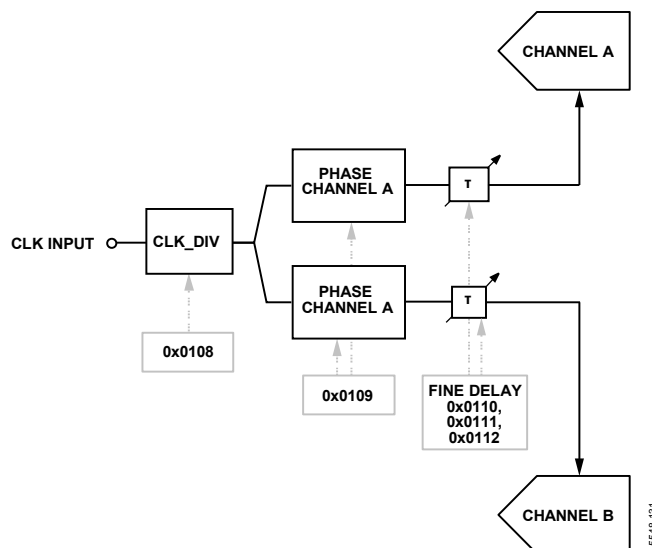 CHANNEL A
PHASE
CHANNEL A
T
CLK INPUT
CLK_DIV
PHASE
CHANNEL A
T
0x0108
0x0109
FINE DELAY
0x0110,
0x0111,
0x0112
CHANNEL B